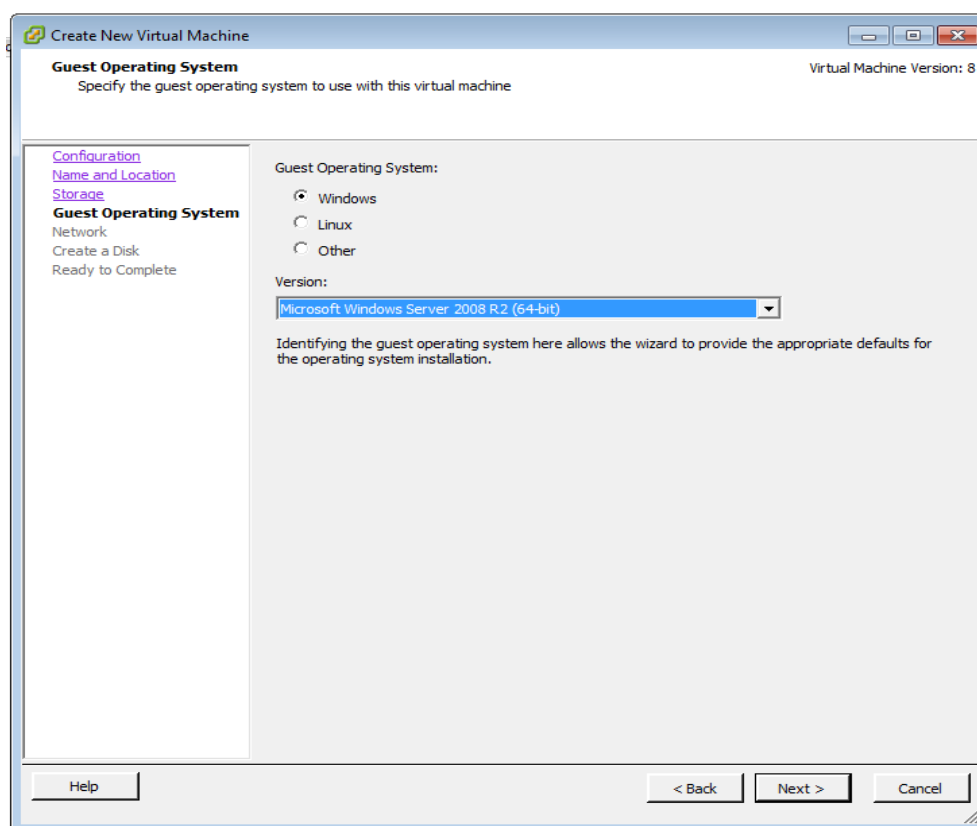 Create New Virtual Machine
Guest Operating System
Specify the guest operating system to use with this virtual machine
Virtual Machine Version: 8
Configuration
Name and Location
Storage
Guest Operating System
Network
Create a Disk
Ready to Complete
Guest Operating System:
Windows
Linux
Other
Version:
Microsoft Windows Server 2008 R2 (64-bit)
Identifying the guest operating system here allows the wizard to provide the appropriate defaults for
the operating system installation.
Help
< Back
Next >
Cancel